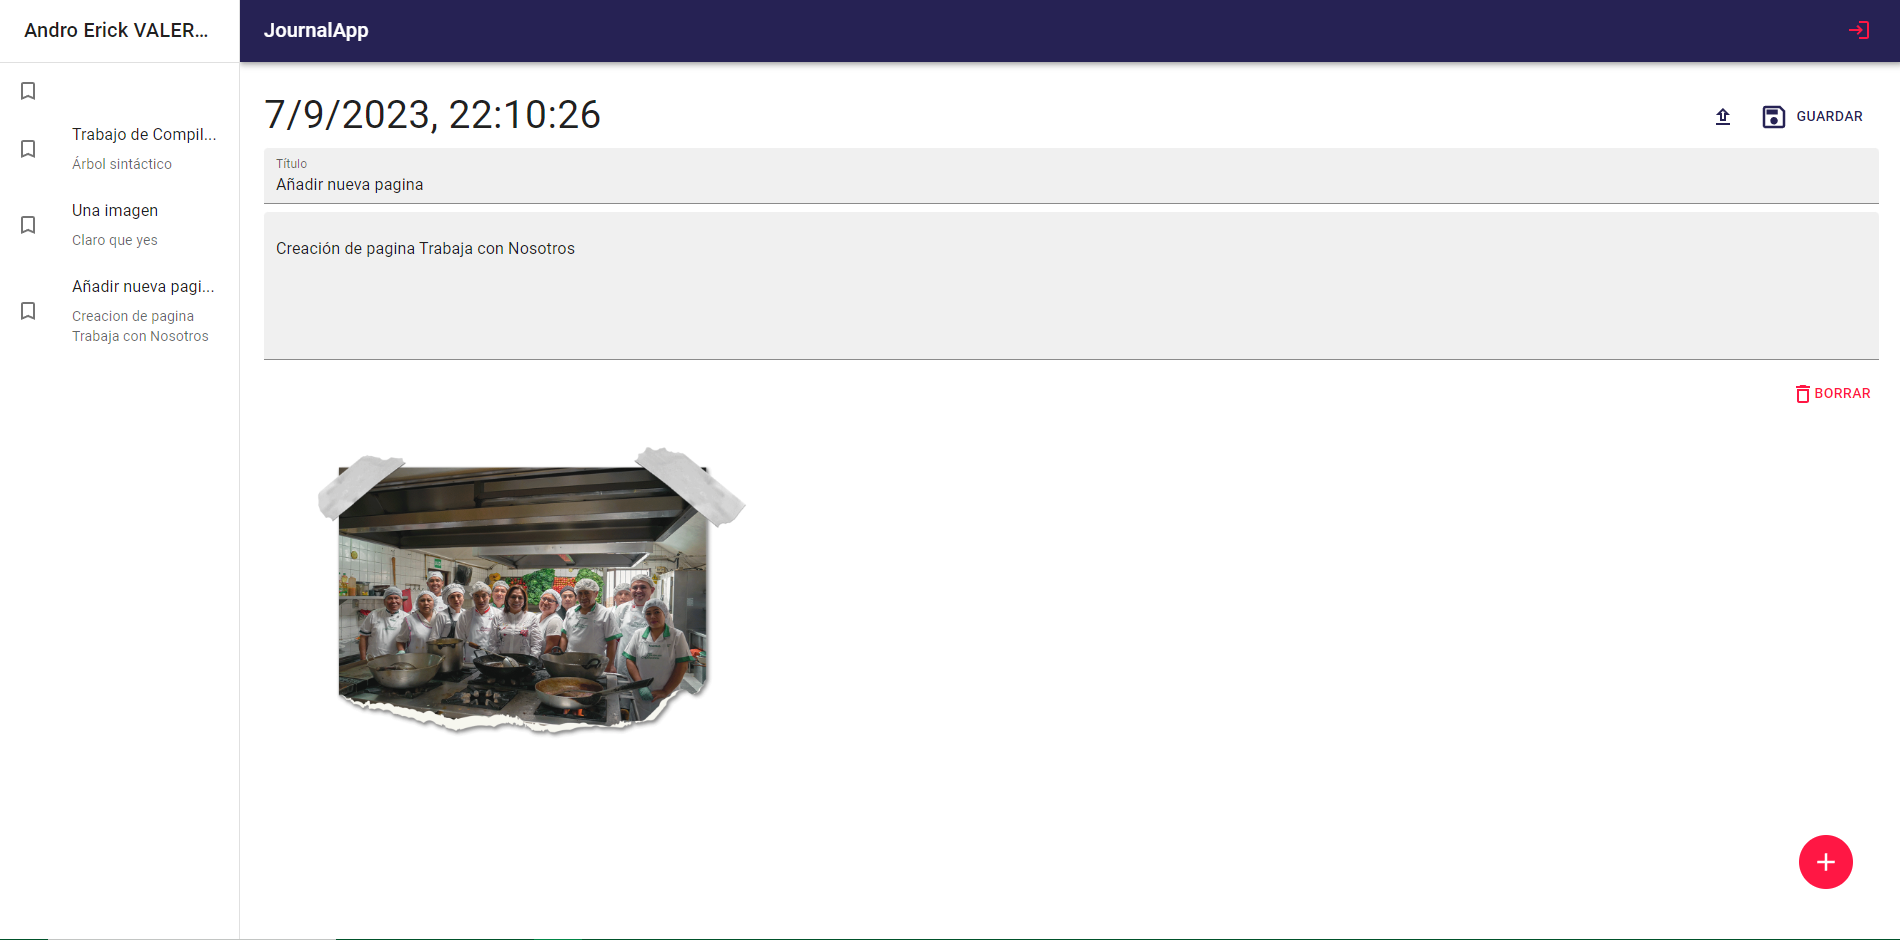 Andro Erick VALER...
JournalApp
Trabajo de Compil...
Árbol sintáctico
Una imagen
Claro que yes
Añadir nueva pagi...
Creacion de pagina
Trabaja con Nosotros
7/9/2023, 22:10:26
GUARDAR
Título
Añadir nueva pagina
Creación de pagina Trabaja con Nosotros
BORRAR